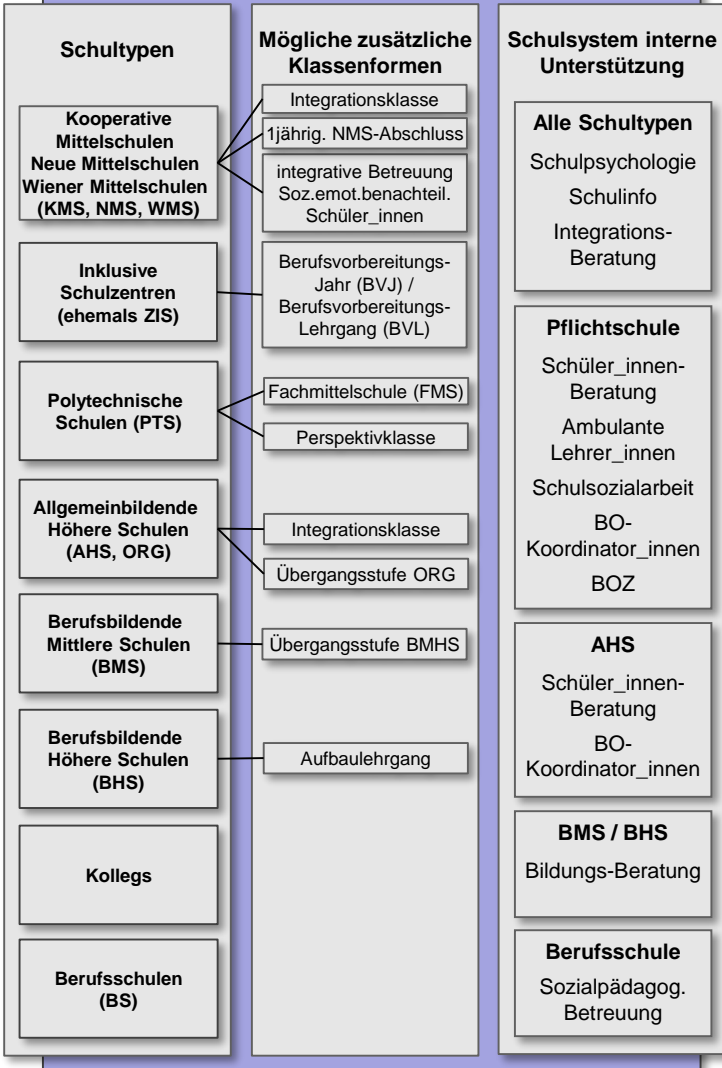 Schultypen
Kooperative
Mittelschulen
Neue Mittelschulen
Wiener Mittelschulen
(KMS, NMS, WMS)
Inklusive
Schulzentren
(ehemals ZIS)
Polytechnische
Schulen (PTS)
Allgemeinbildende
Höhere Schulen
(AHS, ORG)
Berufsbildende
Mittlere Schulen
(BMS)
Berufsbildende
Höhere Schulen
(BHS)
Kollegs
Berufsschulen
(BS)
Mögliche zusätzliche
Klassenformen
Integrationsklasse
1jährig. NMS-Abschluss
integrative Betreuung
Soz.emot.benachteil.
Schüler_innen
Berufsvorbereitungs-
Jahr (BVJ) /
Berufsvorbereitungs-
Lehrgang (BVL)
Fachmittelschule (FMS)
Perspektivklasse
Integrationsklasse
Übergangsstufe ORG
Übergangsstufe BMHS
Aufbaulehrgang
Schulsystem interne
Unterstützung
Alle Schultypen
Schulpsychologie
Schulinfo
Integrations-
Beratung
Pflichtschule
Schüler_innen-
Beratung
Ambulante
Lehrer_innen
Schulsozialarbeit
BO-
Koordinator_innen
BOZ
AHS
Schüler_innen-
Beratung
BO-
Koordinator_innen
BMS / BHS
Bildungs-Beratung
Berufsschule
Sozialpädagog.
Betreuung